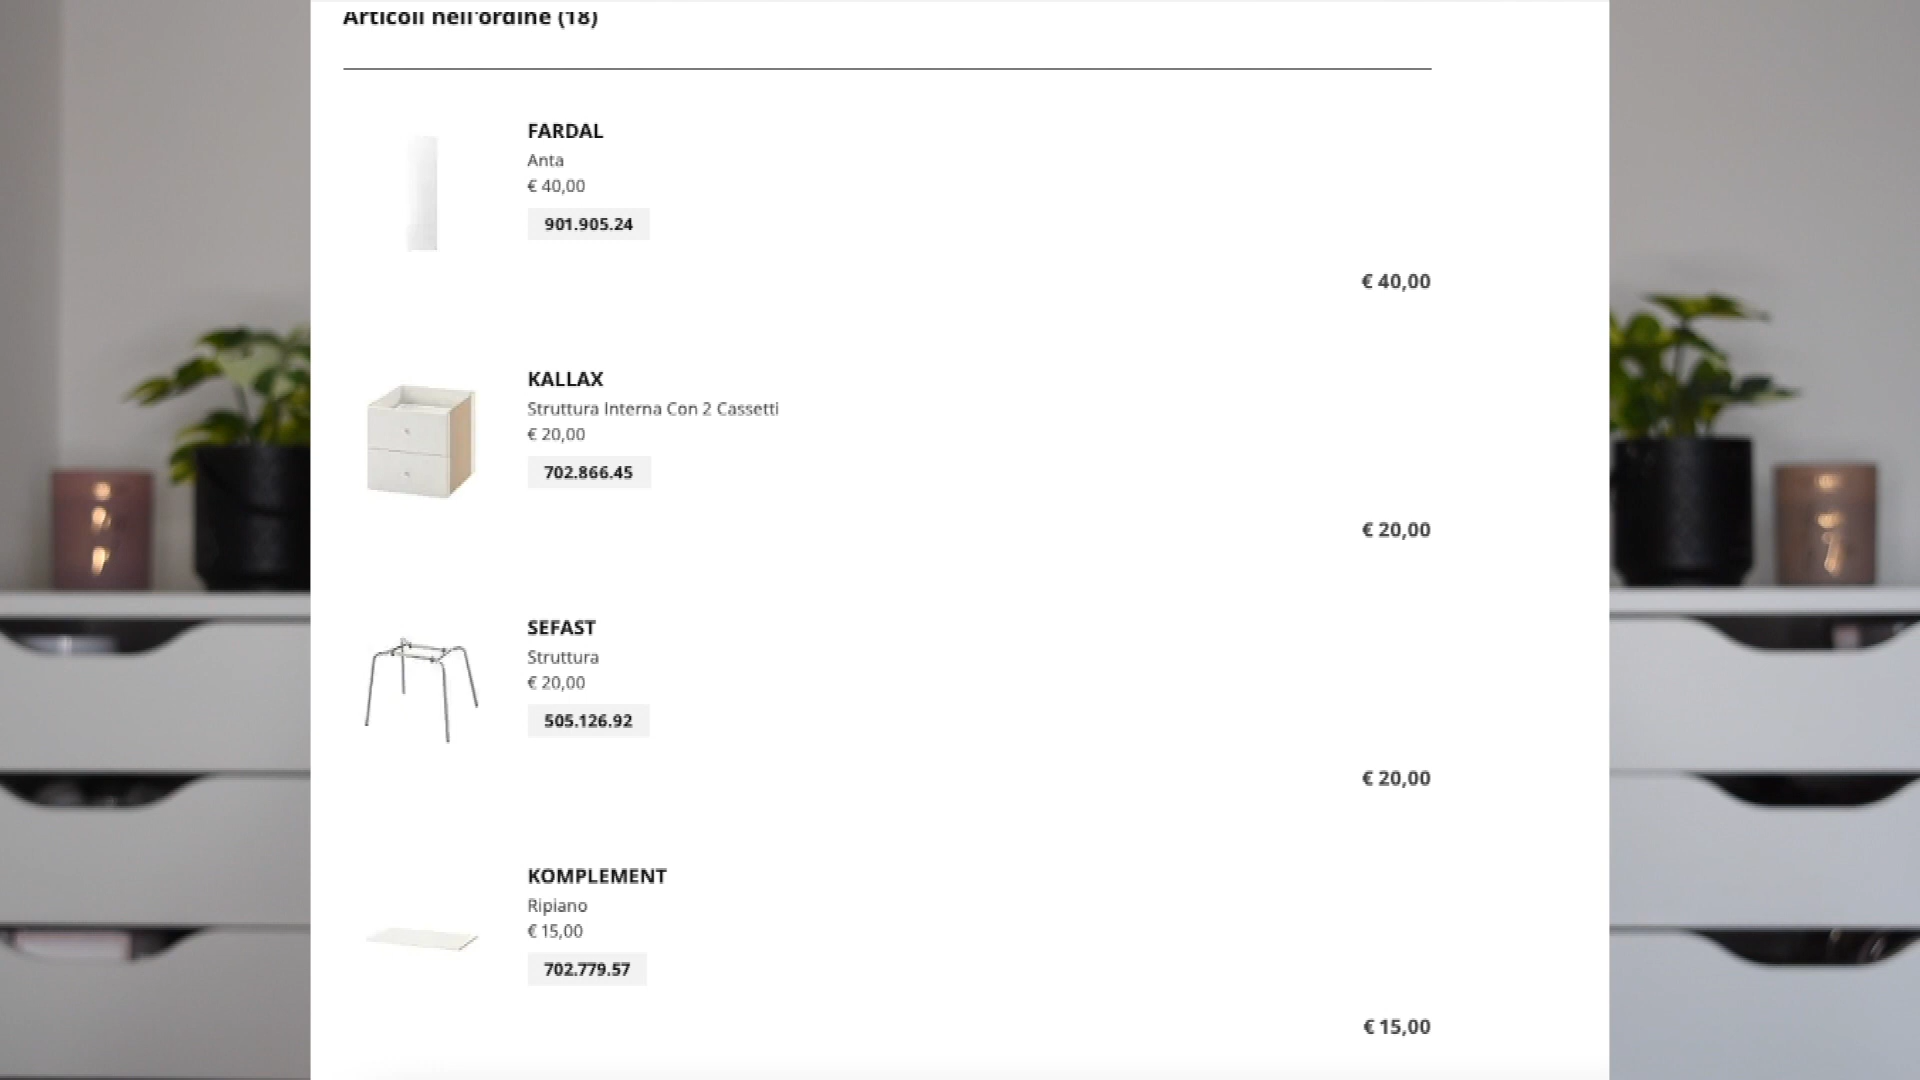 Articoli nell'ordine (18)
FARDAL
Anta
€ 40,00
901.905.24
€ 40,00
KALLAX
Struttura Interna Con 2 Cassetti
€ 20,00
702.866.45
€ 20,00
SEFAST
Struttura
€ 20,00
505.126.92
€ 20,00
KOMPLEMENT
Ripiano
€ 15,00
702.779.57
€ 15,00